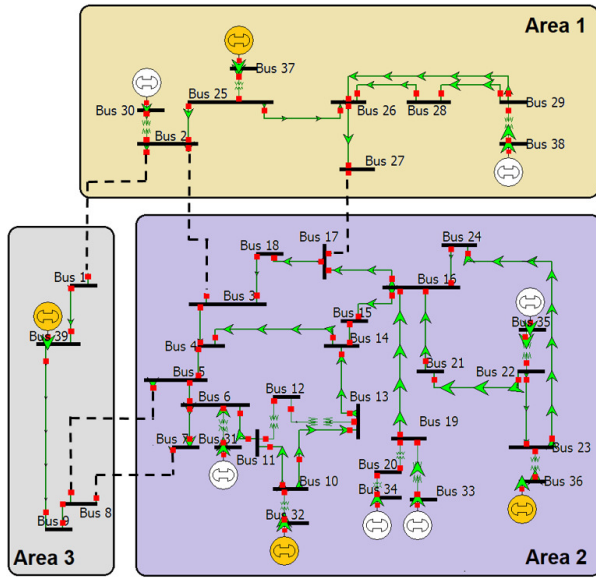 Area 1
Bus 37
Bus 25
Bus 30
Bus 2
Bus 26
Bus 28
Bus 29
Bus 38
Bus 27
Bus 17
Bus 18
Bus 24
Bus 1
Bus 16
Bus 3
Bus 15
Bus 35
Bus 39
Bus 4
Bus 14
Bus 21
Bus 22
Bus 5
Bus 6
Bus 12
Bus 13
Bus 7
Bus 31
Bus 11
Bus 19
Bus 23
Bus 20
Bus 10
Bus 36
Bus 34
Bus 33
Bus 8
Bus 9
Bus 32
Area 3
Area 2